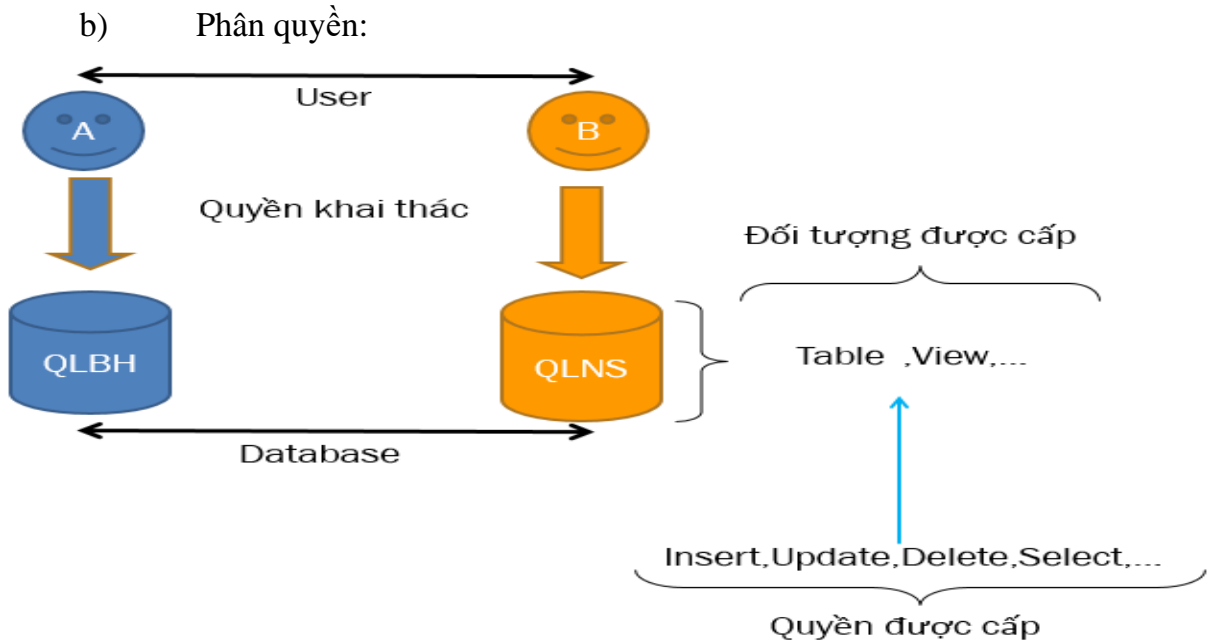 b) Phân quyền:
User
A
B
Quyền khai thác
Đối tượng được cấp
QLBH
QLNS
Table ,View,...
Database
Insert,Update,Delete,Select,...
Quyền được cấp